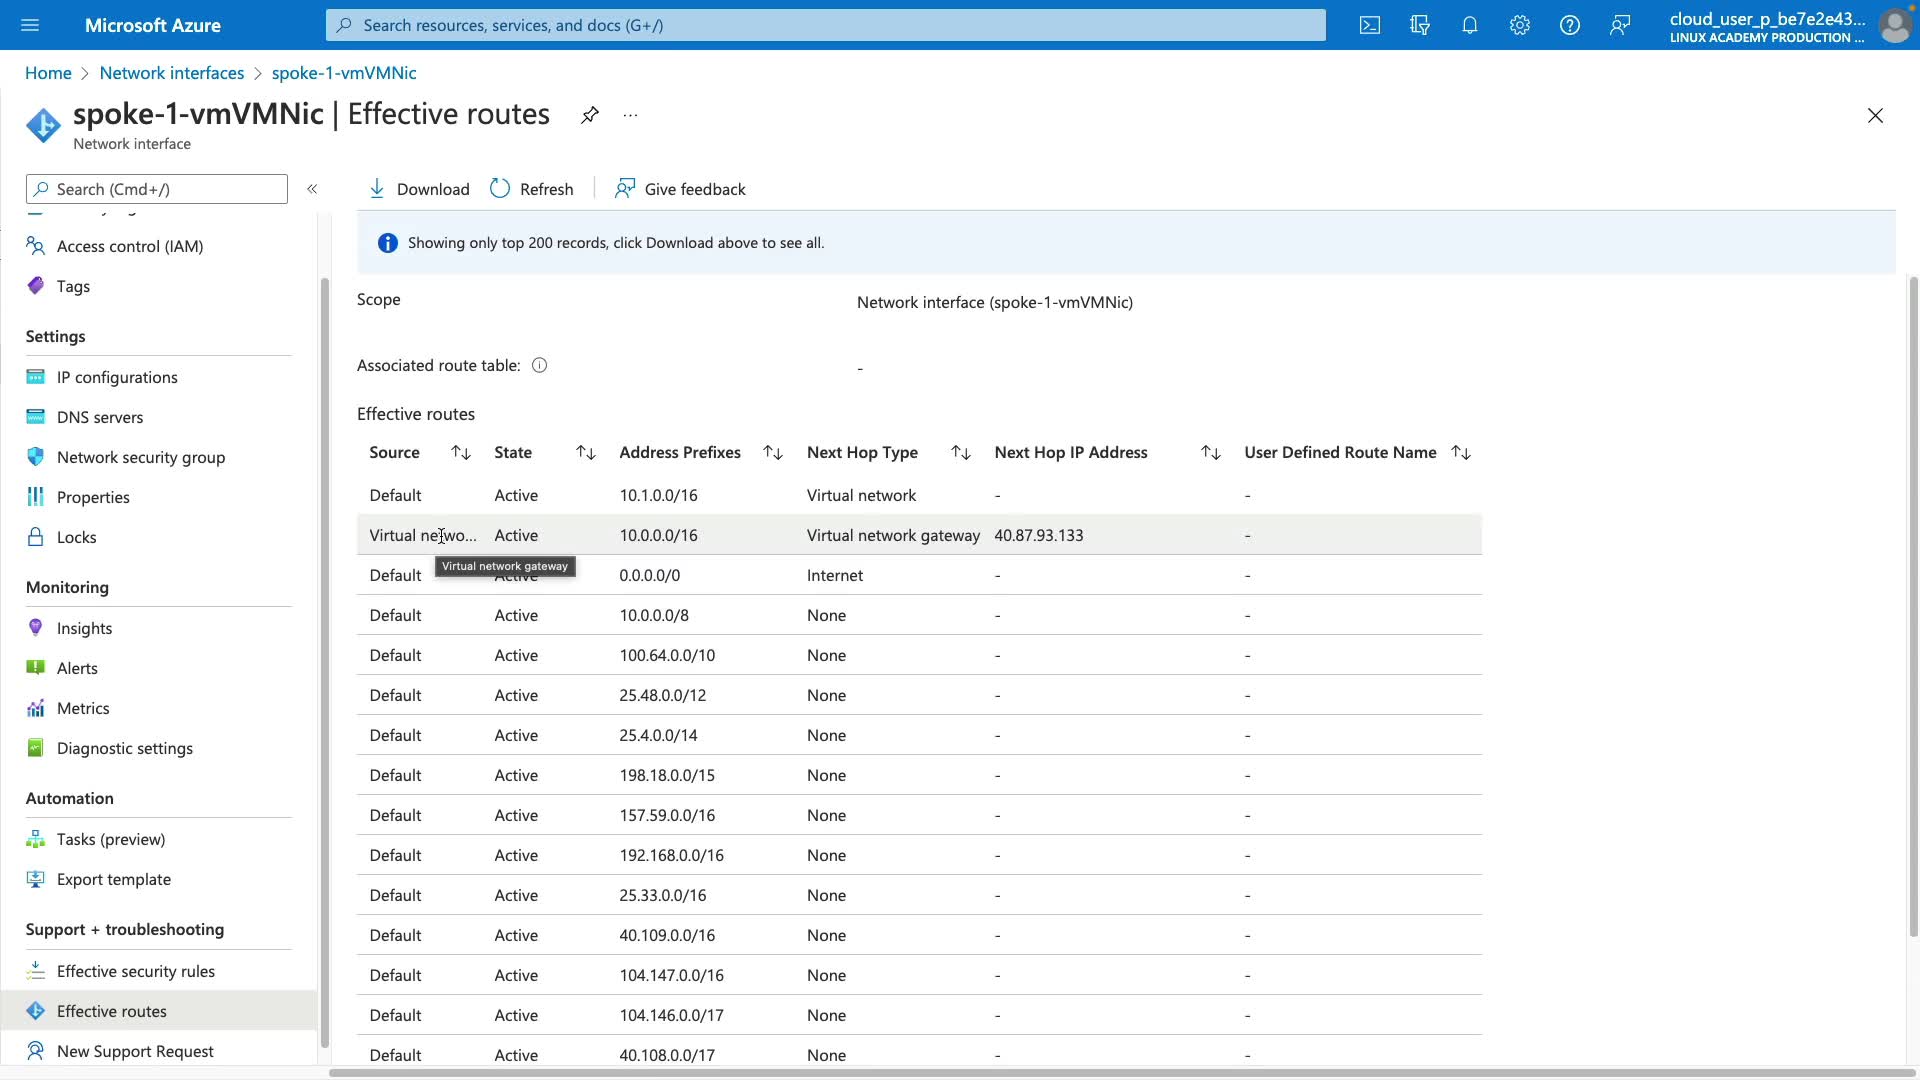 Microsoft Azure
Search resources, services, and docs (G+/)
cloud_user_p_be7e2e43...
LINUX ACADEMY PRODUCTION ...
Home > Network interfaces > spoke-1-vmVMNic
spoke-1-vmVMNic | Effective routes
...
Network interface
Search (Cmd+/)
«
Download
Refresh
Give feedback
Showing only top 200 records, click Download above to see all.
Access control (IAM)
Tags
Settings
IP configurations
DNS servers
Network security group
Properties
Locks
Monitoring
Insights
Alerts
Metrics
Diagnostic settings
Automation
Tasks (preview)
Export template
Support + troubleshooting
Effective security rules
Effective routes
New Support Request
Scope Network interface (spoke-1-vmVMNic)
Associated route table: -
Effective routes
Source State Address Prefixes Next Hop Type Next Hop IP Address User Defined Route Name
Default Active 10.1.0.0/16 Virtual network - -
Virtual netwo... Active 10.0.0.0/16 Virtual network gateway 40.87.93.133 -
Virtual network gateway
Default Active 0.0.0.0/0 Internet - -
Default Active 10.0.0.0/8 None - -
Default Active 100.64.0.0/10 None - -
Default Active 25.48.0.0/12 None - -
Default Active 25.4.0.0/14 None - -
Default Active 198.18.0.0/15 None - -
Default Active 157.59.0.0/16 None - -
Default Active 192.168.0.0/16 None - -
Default Active 25.33.0.0/16 None - -
Default Active 40.109.0.0/16 None - -
Default Active 104.147.0.0/16 None - -
Default Active 104.146.0.0/17 None - -
Default Active 40.108.0.0/17 None - -